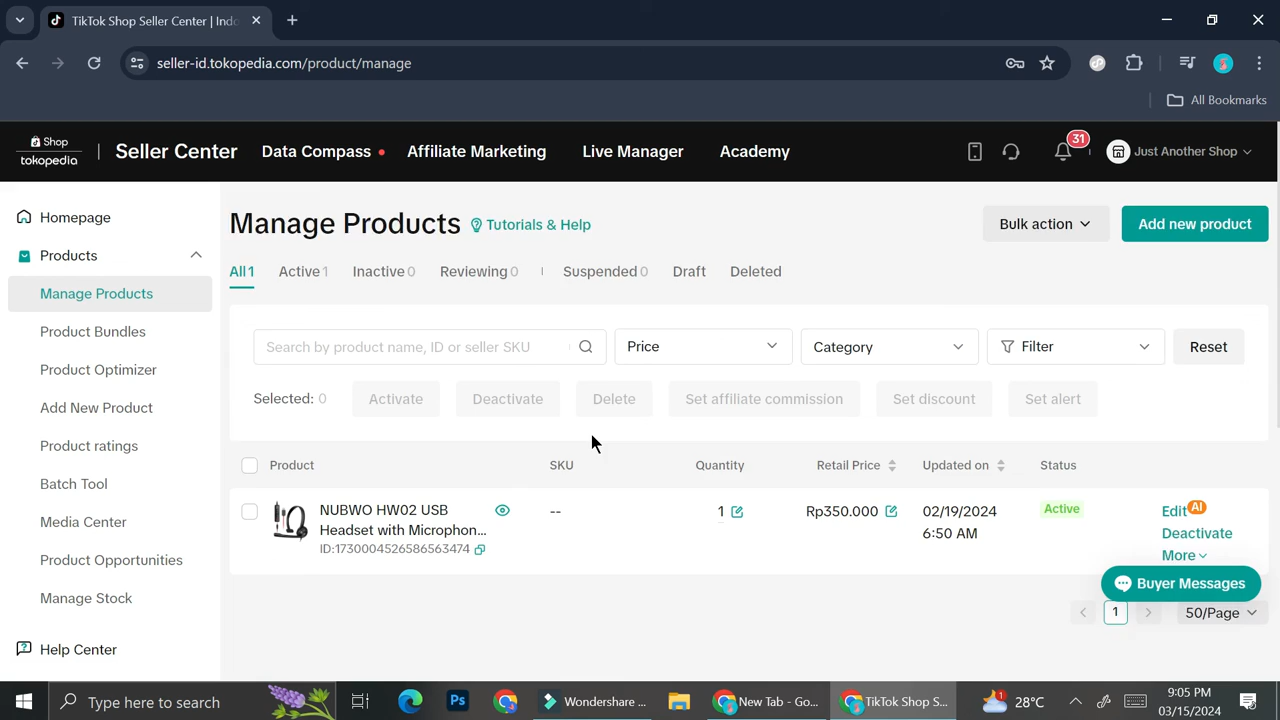 TikTok Shop Seller Center | Indo
seller-id.tokopedia.com/product/manage
All Bookmarks
Shop
tokopedia
Seller Center
Data Compass
Affiliate Marketing
Live Manager
Academy
31
Just Another Shop
Homepage
Products
Manage Products
Product Bundles
Product Optimizer
Add New Product
Product ratings
Batch Tool
Media Center
Product Opportunities
Manage Stock
Help Center
Manage Products
Tutorials & Help
Bulk action
Add new product
All 1
Active 1
Inactive 0
Reviewing 0
Suspended 0
Draft
Deleted
Search by product name, ID or seller SKU
Price
Category
Filter
Reset
Selected: 0
Activate
Deactivate
Delete
Set affiliate commission
Set discount
Set alert
Product
SKU
Quantity
Retail Price
Updated on
Status
NUBWO HW02 USB
Headset with Microphon...
ID:1730004526586563474
--
1
Rp350.000
02/19/2024
6:50 AM
Active
Edit AI
Deactivate
More
Buyer Messages
1
50/Page
Type here to search
Ps
Wondershare ...
New Tab - Go...
TikTok Shop S...
1
28°C
9:05 PM
03/15/2024